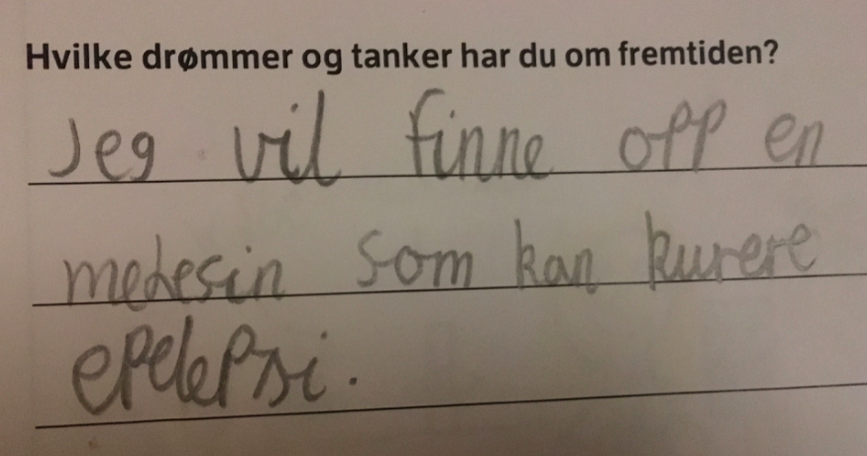 Hvilke drømmer og tanker har du om fremtiden?
Jeg vil finne opp en
medesin som kan kurere
epelepsi.